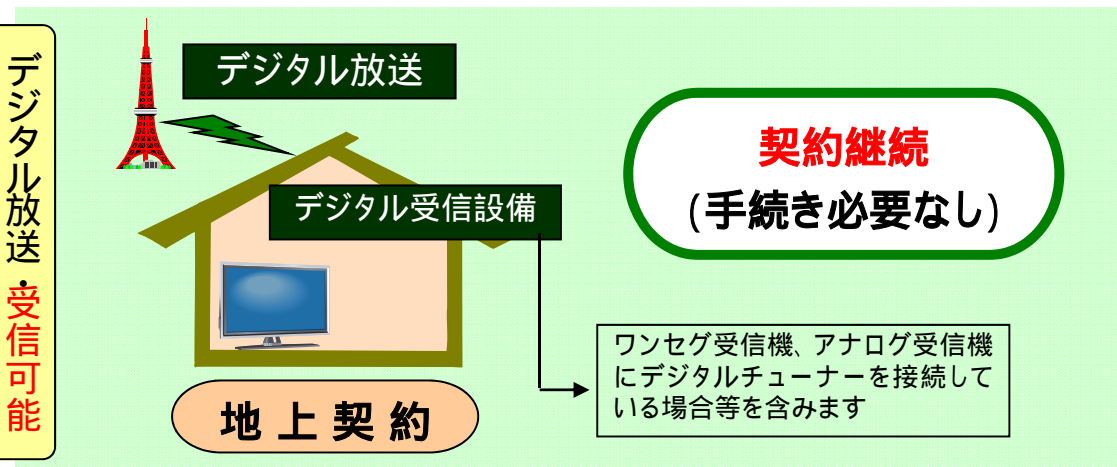 デジタル放送・受信可能
デジタル放送
デジタル受信設備
地上契約
契約継続
(手続き必要なし)
ワンセグ受信機、アナログ受信機
にデジタルチューナーを接続して
いる場合等を含みます